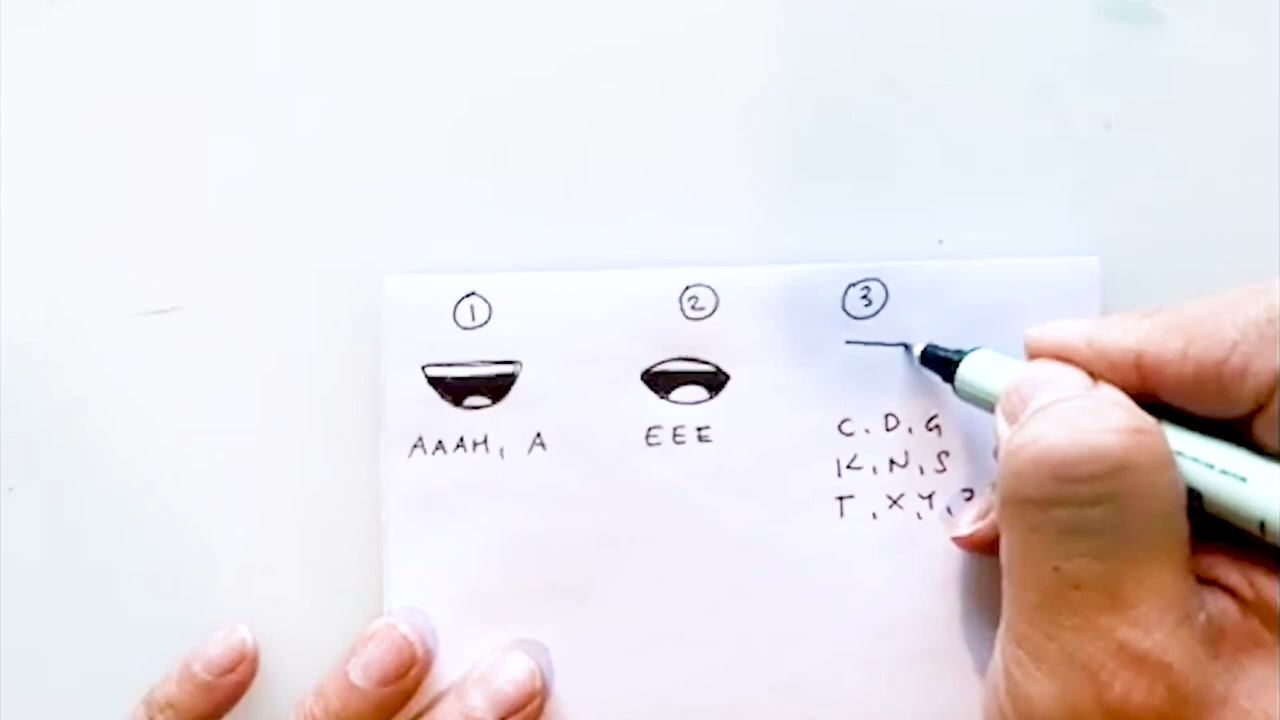 1 2 3
AAAH, A
EEE
C, D, G
K, N, S
T, X, Y,